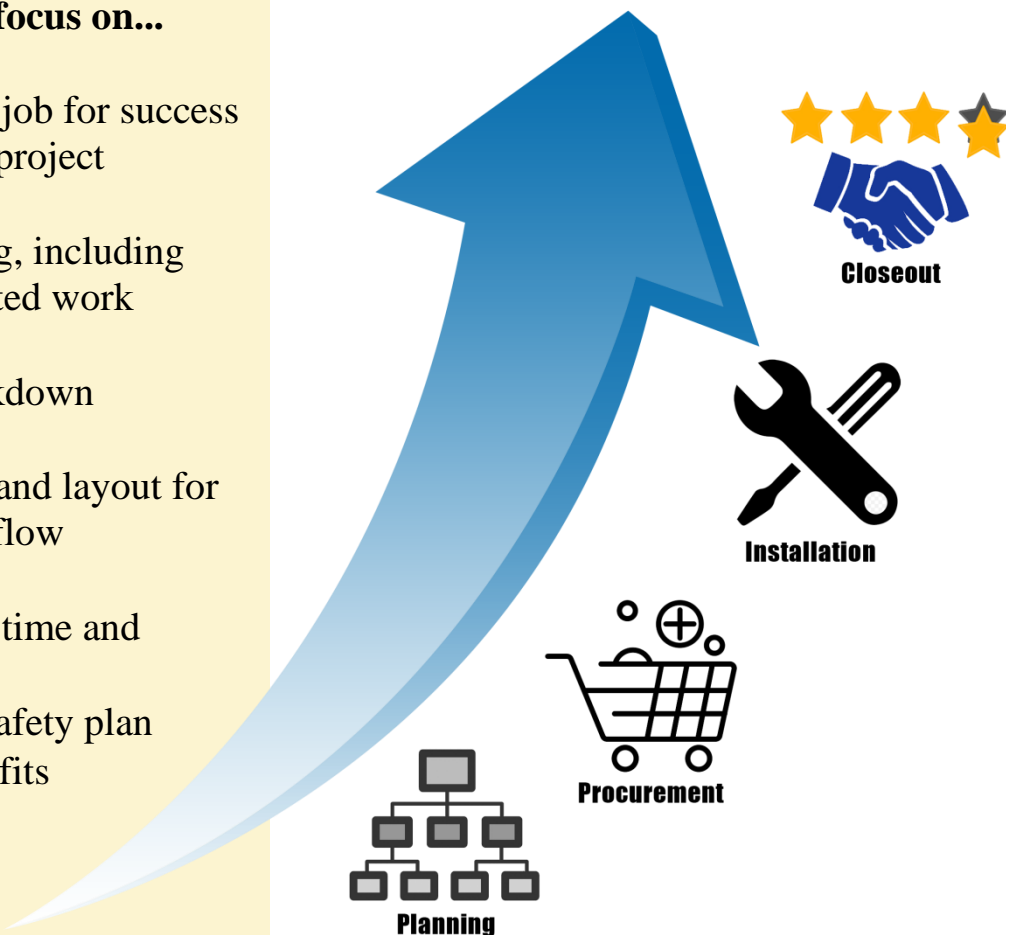 focus on...
job for success
project
g, including
ted work
kdown
and layout for
flow
time and
afety plan
fits
Closeout
Installation
Procurement
Planning